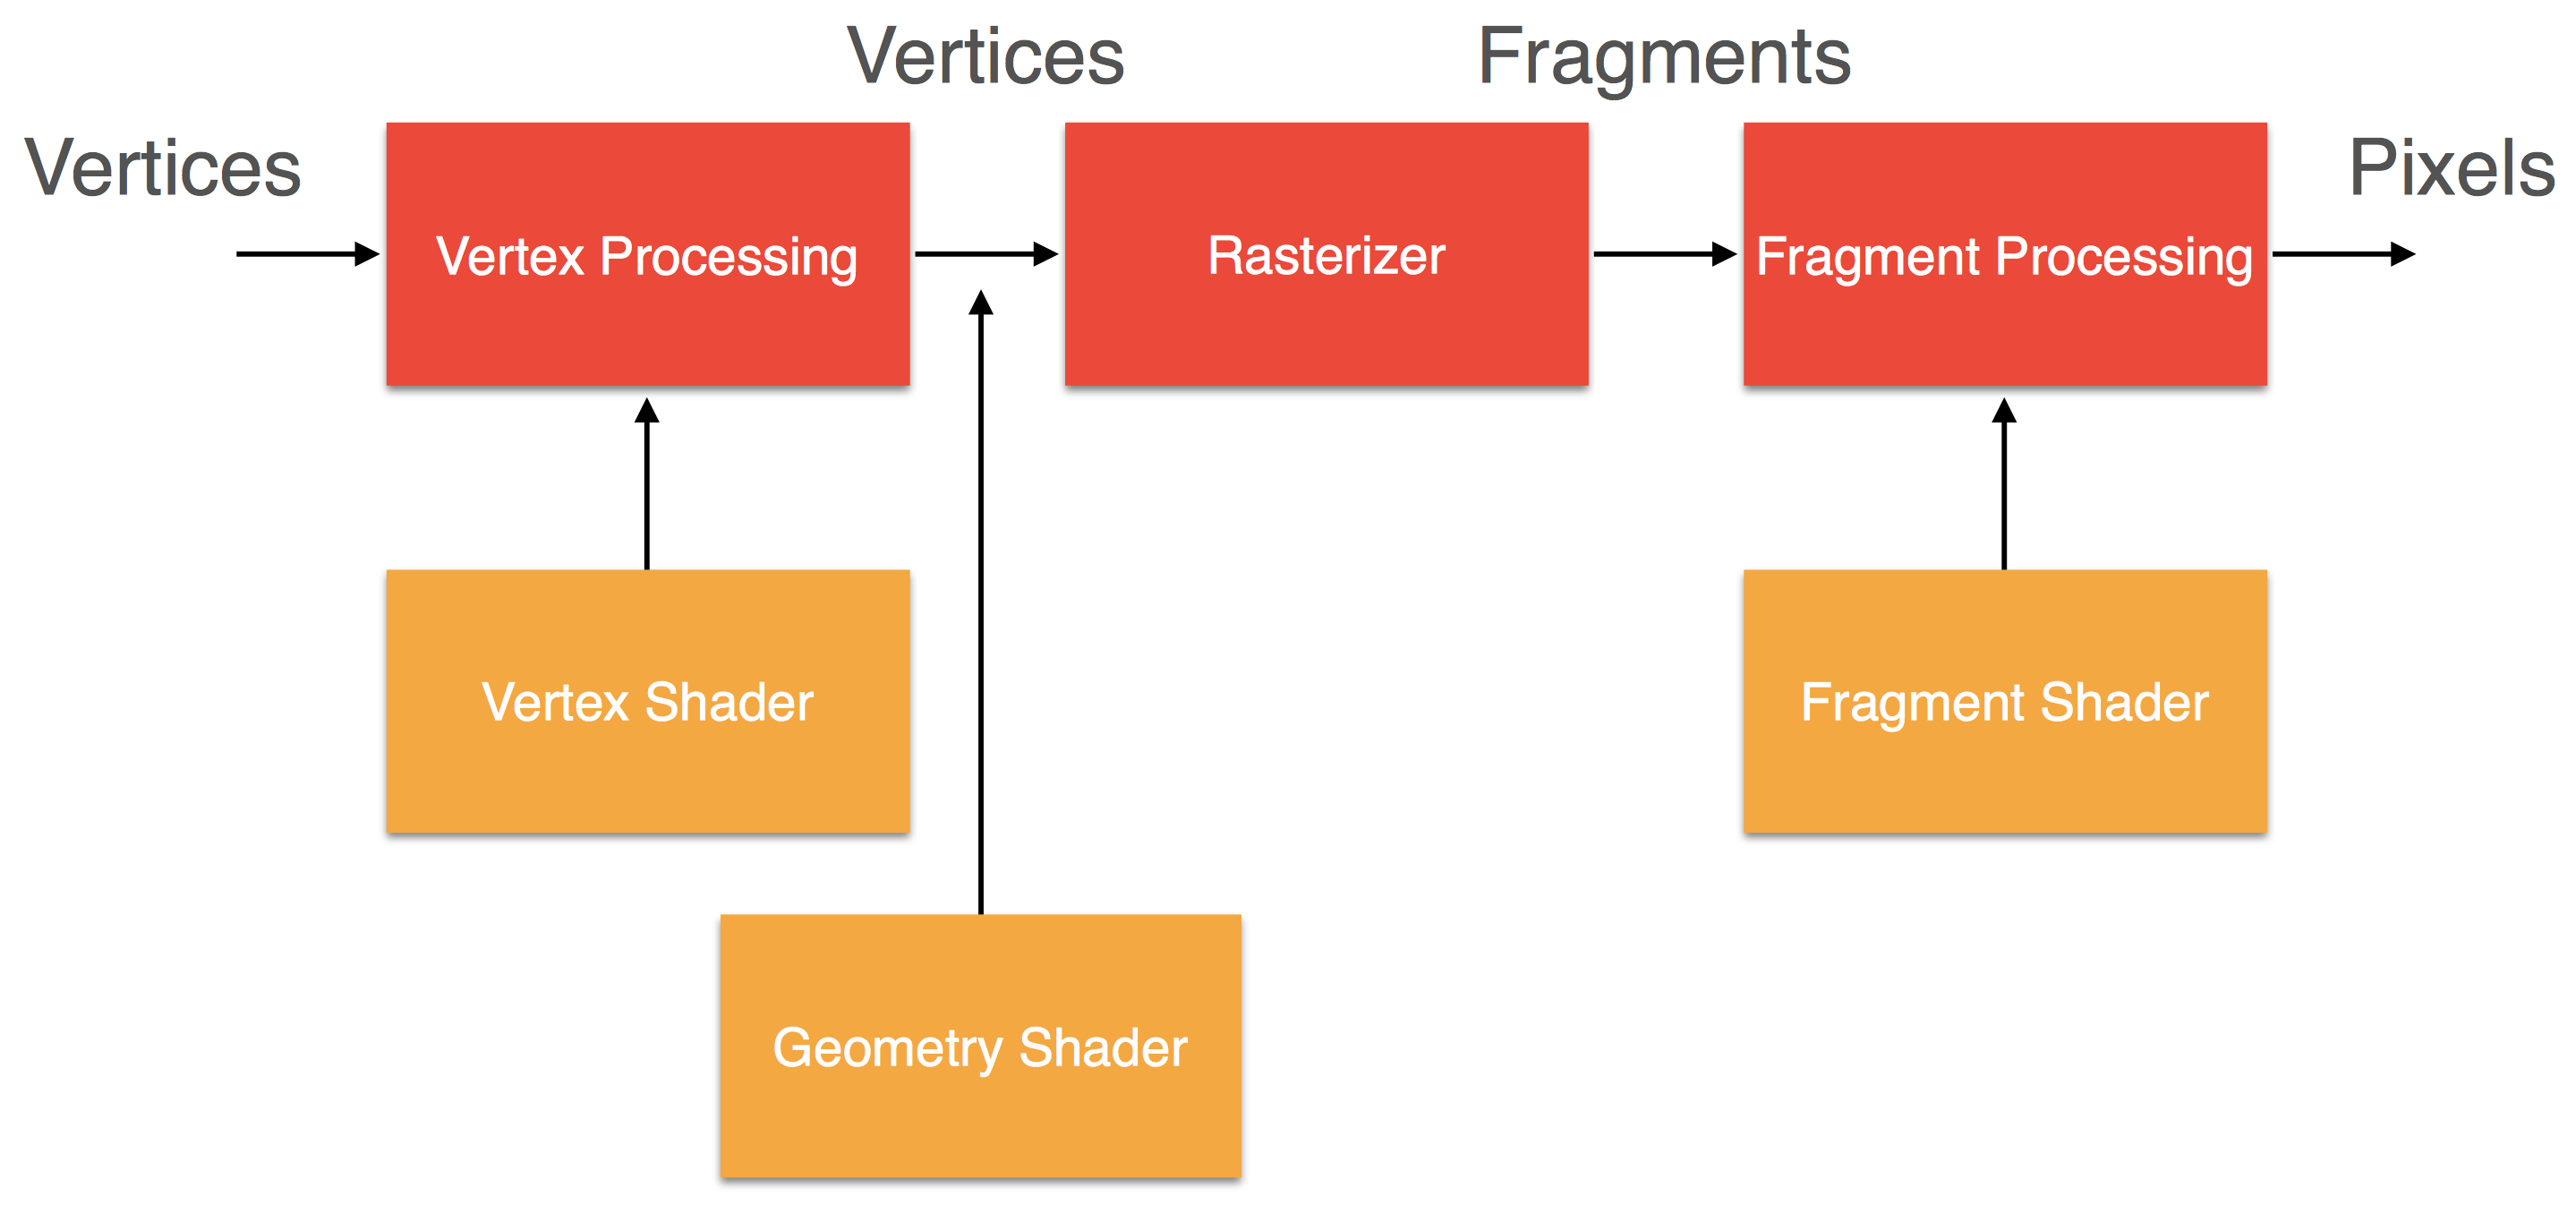 Vertices
Vertices
Fragments
Pixels
Vertex Processing
Rasterizer
Fragment Processing
Vertex Shader
Fragment Shader
Geometry Shader